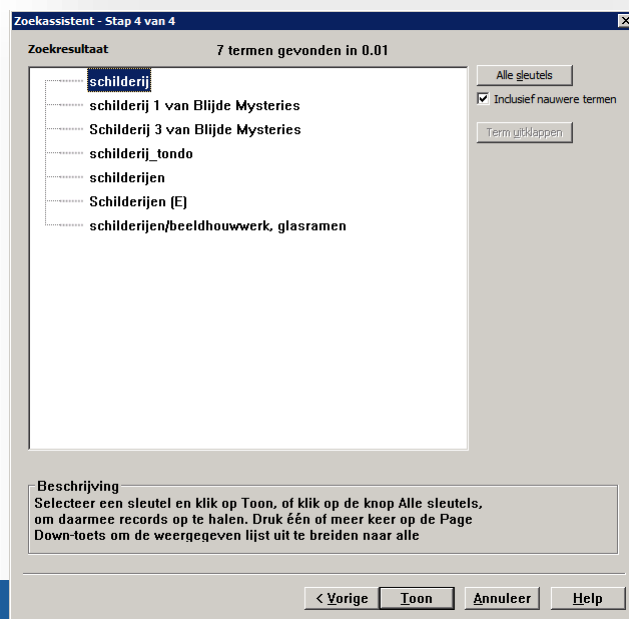 Zoekassistent - Stap 4 van 4
Zoekresultaat 7 termen gevonden in 0.01
schilderij
schilderij 1 van Blijde Mysteries
Schilderij 3 van Blijde Mysteries
schilderij_tondo
schilderijen
Schilderijen (E)
schilderijen/beeldhouwwerk, glasramen
Alle sleutels
Inclusief nauwere termen
Term uitklappen
Beschrijving
Selecteer een sleutel en klik op Toon, of klik op de knop Alle sleutels,
om daarmee records op te halen. Druk één of meer keer op de Page
Down-toets om de weergegeven lijst uit te breiden naar alle
< Vorige Toon Annuleer Help